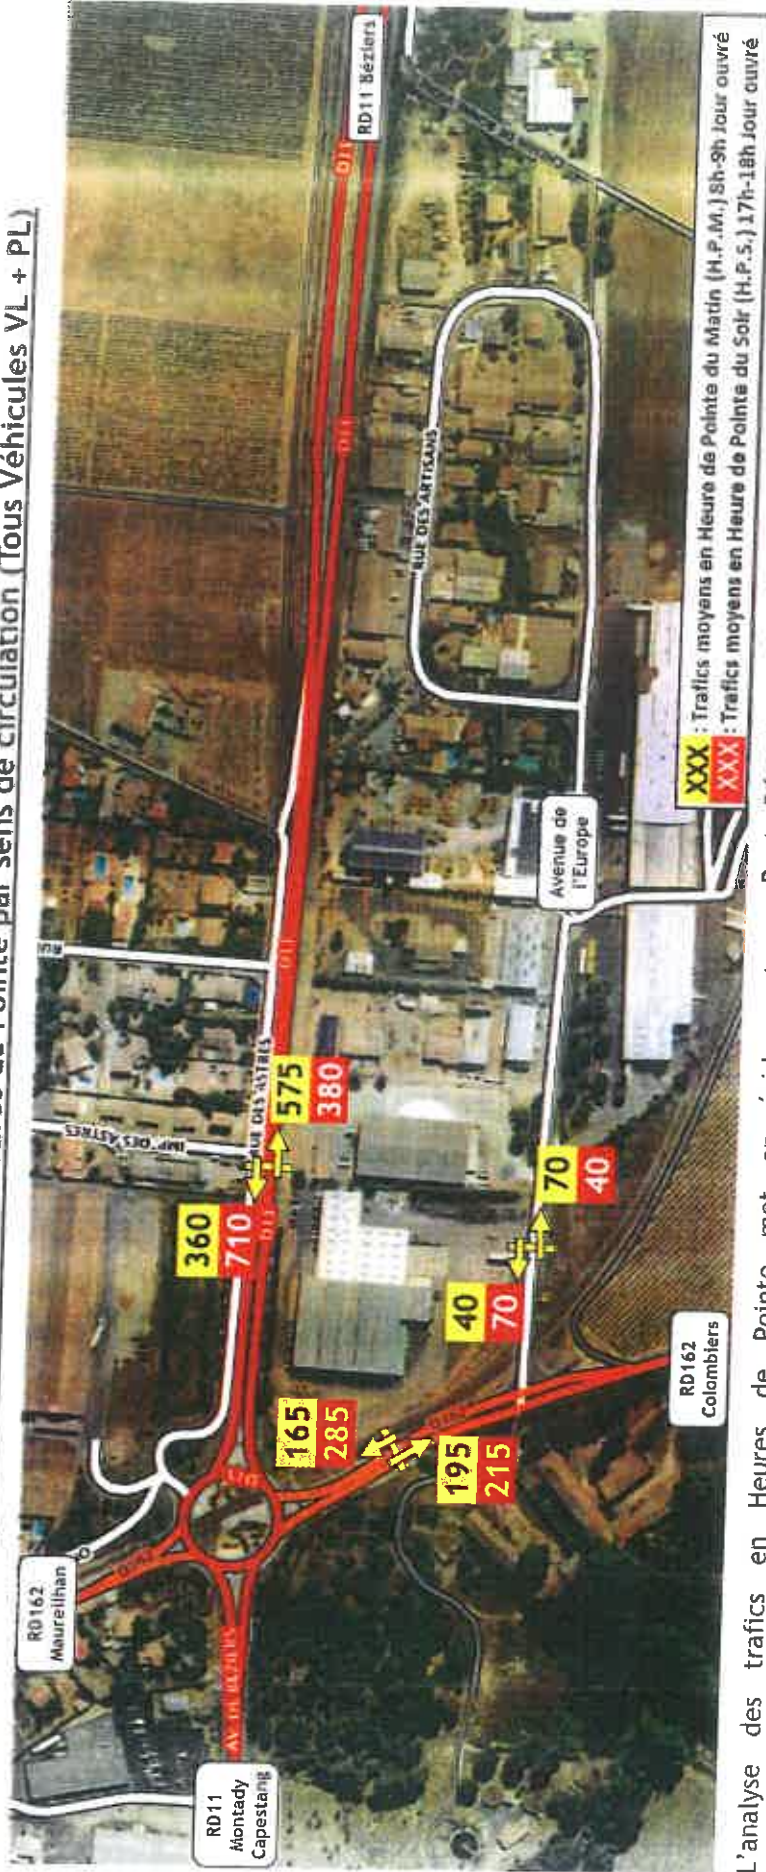 de Pointe par sens de circulation (Tous Véhicules VL + PL)
RD162
Maureilhan
RD11
Montady
Capestang
AV. DE BEZIERS
RD11 Béziers
D11
D11
D11
D11
IMP. DES ASTRES
RUE DES ASTRES
RUE DES ARTISANS
360
710
575
380
165
285
195
215
40
70
70
40
Avenue de
l'Europe
RD162
Colombiers
XXX : Trafics moyens en Heure de Pointe du Matin (H.P.M.) 8h-9h Jour ouvré
XXX : Trafics moyens en Heure de Pointe du Soir (H.P.S.) 17h-18h Jour ouvré
L'analyse des trafics en Heures de Pointe met en